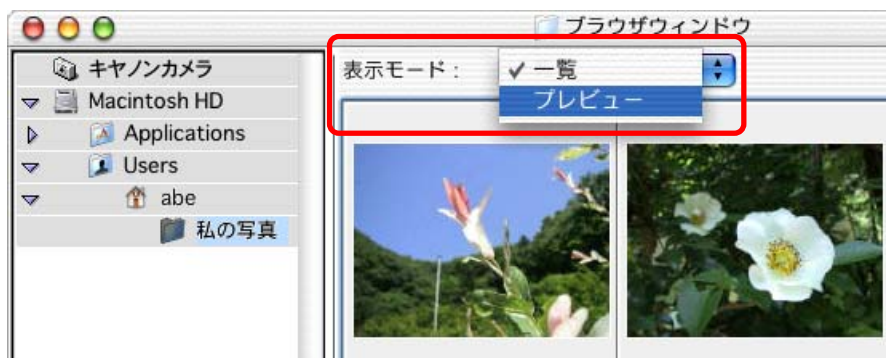 ブラウザウィンドウ
キヤノンカメラ
Macintosh HD
Applications
Users
abe
私の写真
表示モード：
✓ 一覧
プレビュー